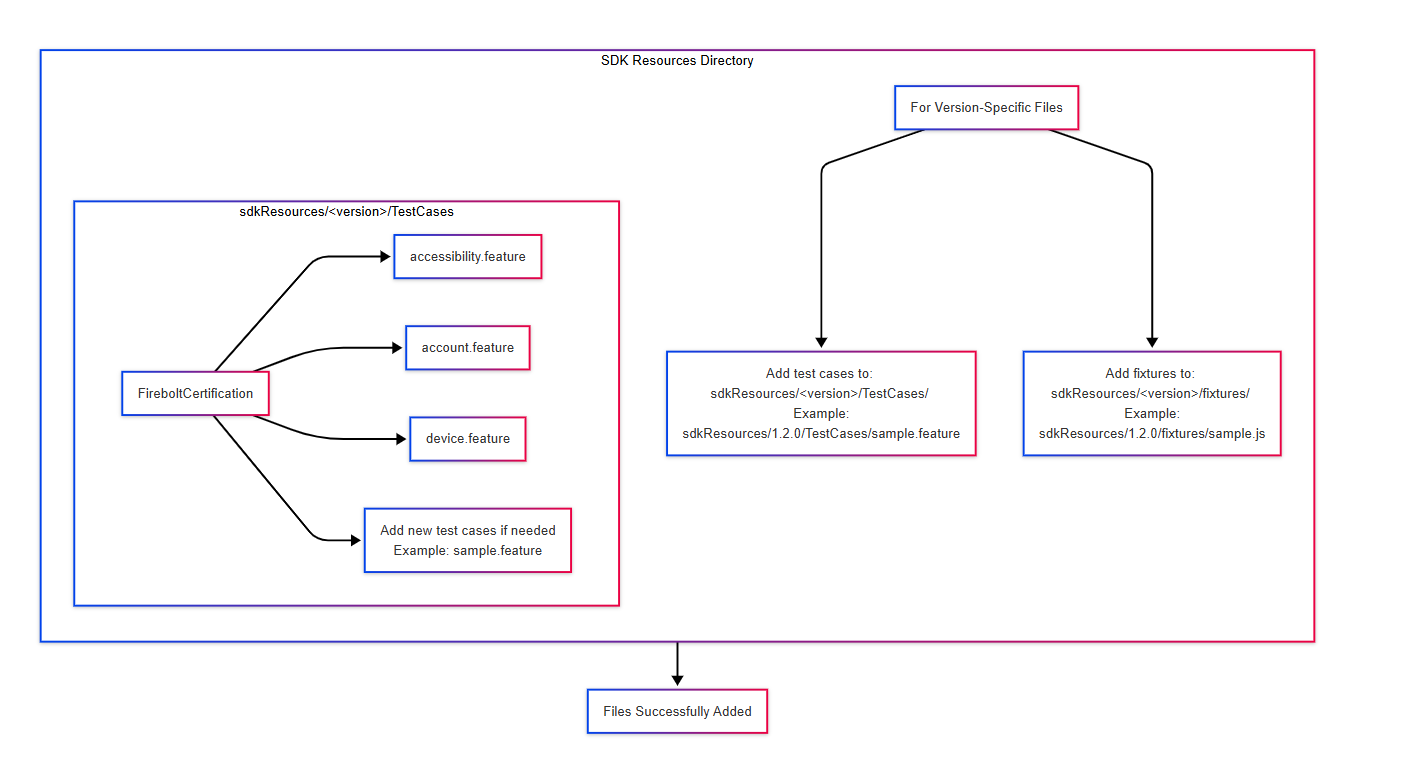 SDK Resources Directory
For Version-Specific Files
sdkResources/<version>/TestCases
accessibility.feature
account.feature
FireboltCertification
device.feature
Add new test cases if needed
Example: sample.feature
Add test cases to:
sdkResources/<version>/TestCases/
Example:
sdkResources/1.2.0/TestCases/sample.feature
Add fixtures to:
sdkResources/<version>/fixtures/
Example:
sdkResources/1.2.0/fixtures/sample.js
Files Successfully Added